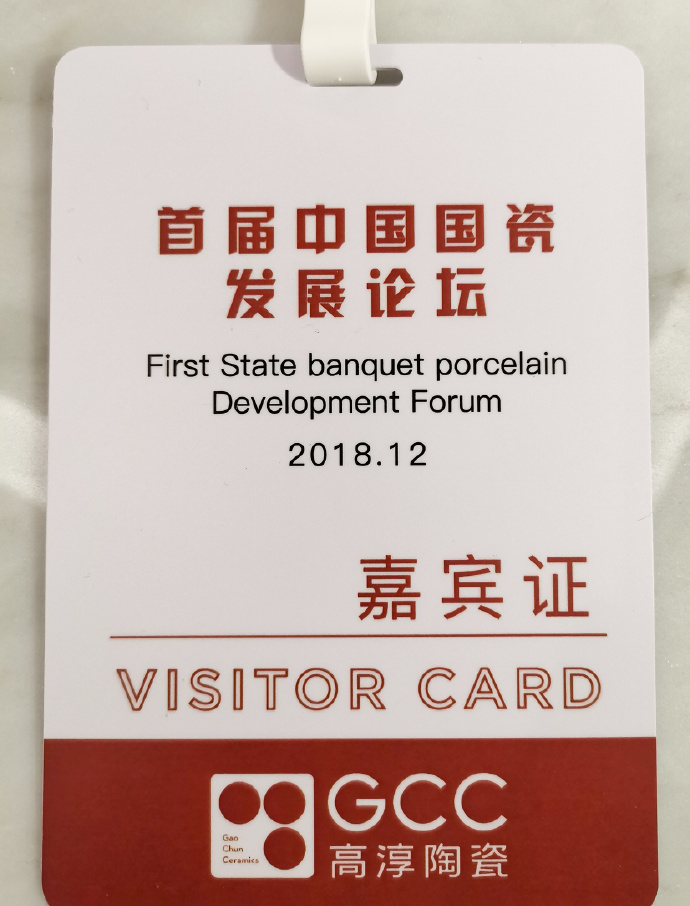 首届中国国瓷
发展论坛
First State banquet porcelain
Development Forum
2018.12
嘉宾证
VISITOR CARD
Gao
Chun
Ceramics
GCC
高淳陶瓷